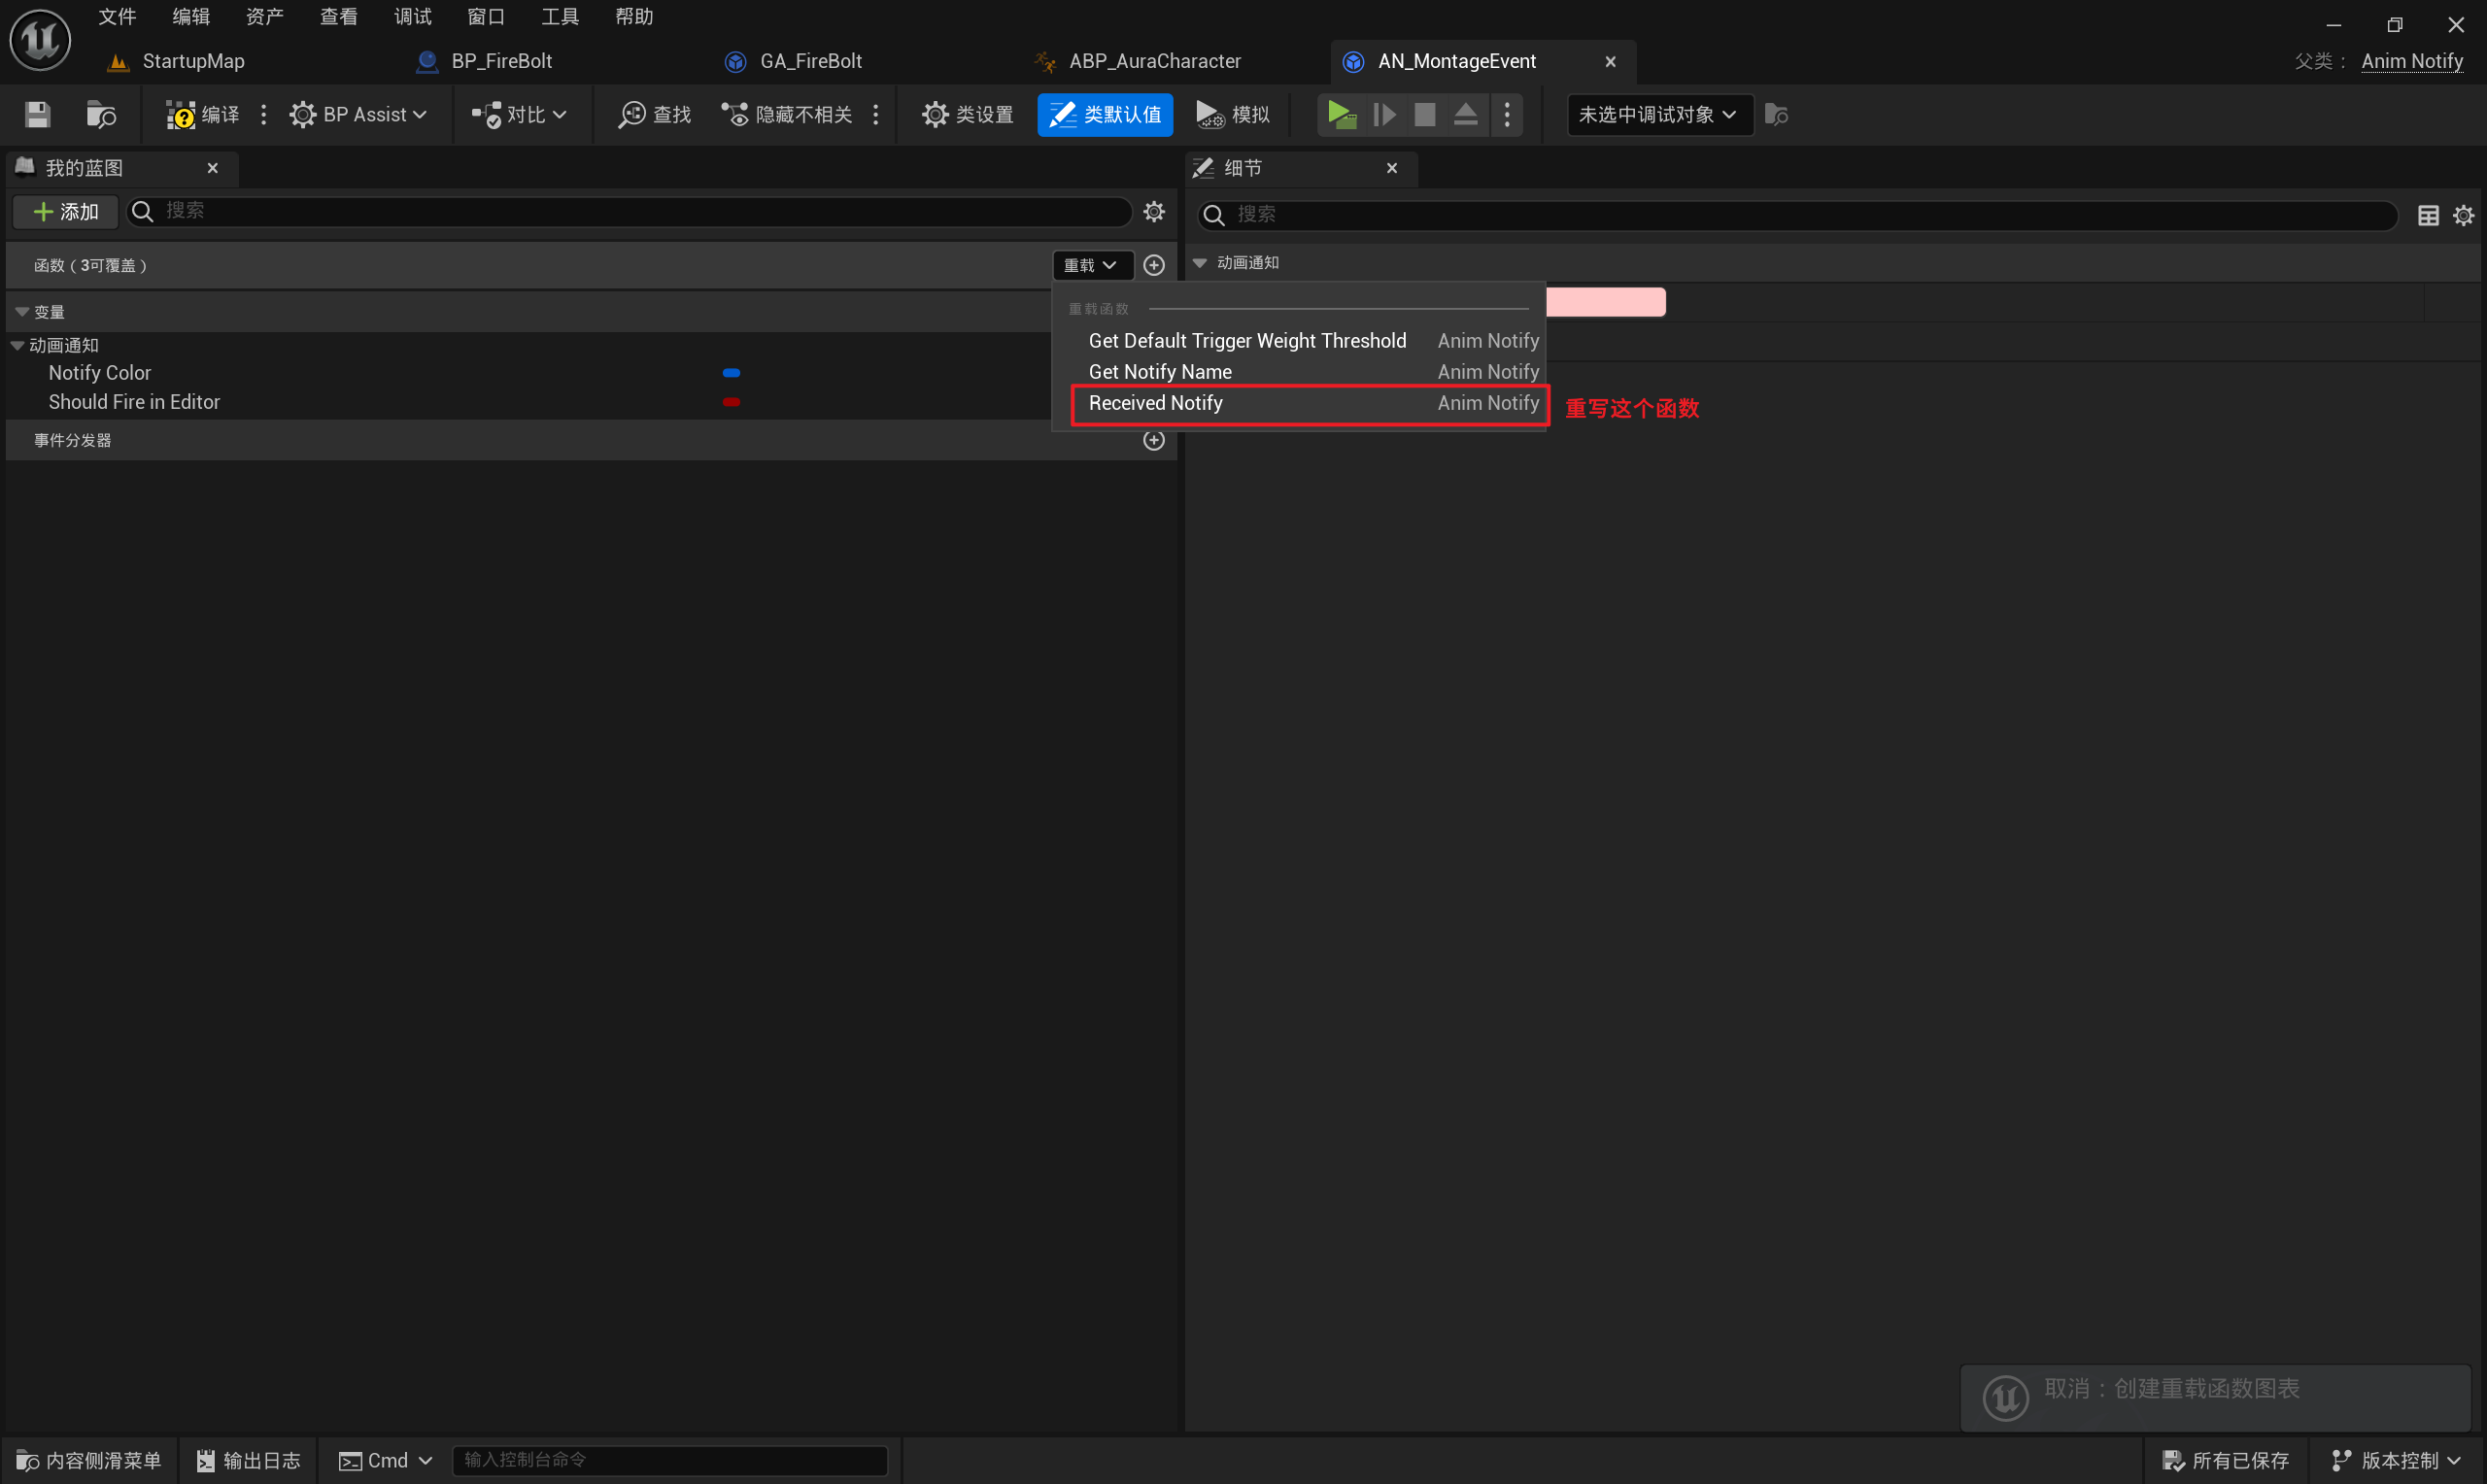 文件 编辑 资产 查看 调试 窗口 工具 帮助
StartupMap BP_FireBolt GA_FireBolt ABP_AuraCharacter AN_MontageEvent 父类： Anim Notify
编译 BP Assist 对比 查找 隐藏不相关 类设置 类默认值 模拟 未选中调试对象
我的蓝图 细节
添加 搜索 搜索
函数（3可覆盖） 重载 动画通知
变量
重载函数
动画通知 Get Default Trigger Weight Threshold Anim Notify
Notify Color Get Notify Name Anim Notify
Should Fire in Editor Received Notify Anim Notify 重写这个函数
事件分发器
取消：创建重载函数图表
内容侧滑菜单 输出日志 Cmd 输入控制台命令 所有已保存 版本控制